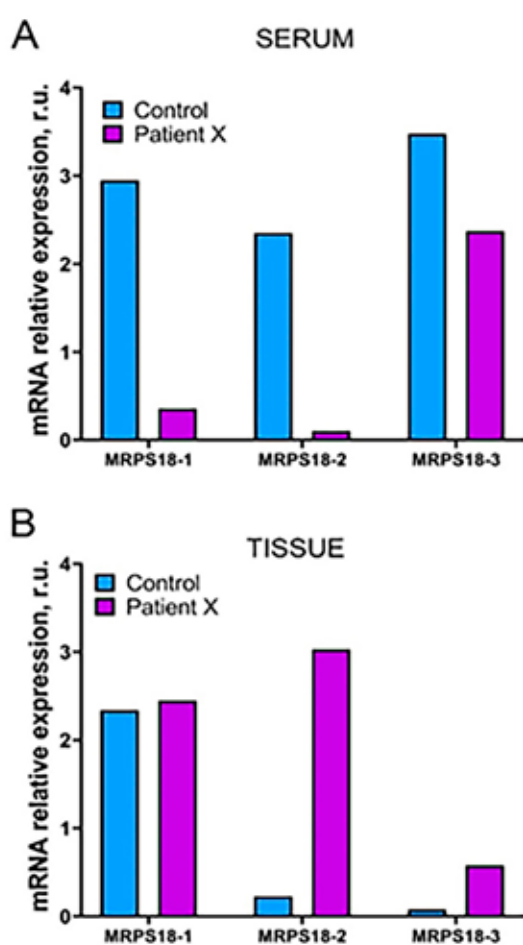 A
SERUM
mRNA relative expression, r.u.
4
3
2
1
0
Control
Patient X
MRPS18-1 MRPS18-2 MRPS18-3
B
TISSUE
mRNA relative expression, r.u.
4
3
2
1
0
Control
Patient X
MRPS18-1 MRPS18-2 MRPS18-3